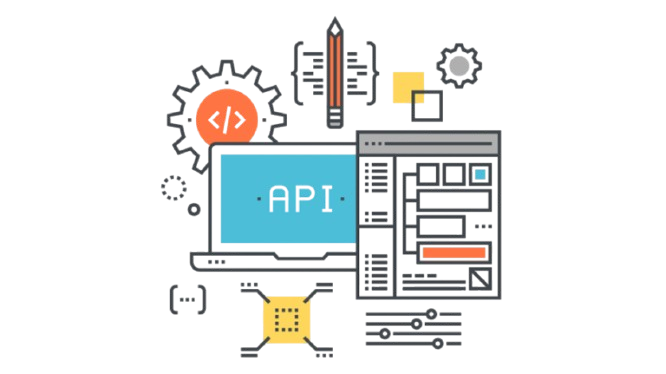 </>
· API ·
{...}